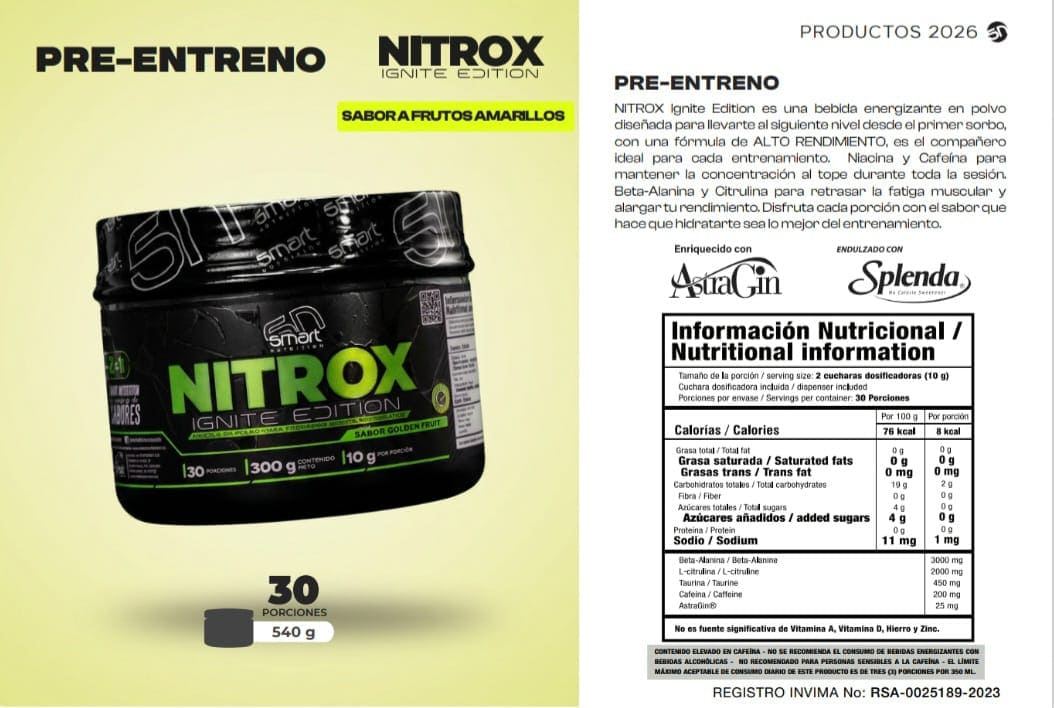 PRE-ENTRENO
NITROX
IGNITE EDITION
SABOR A FRUTOS AMARILLOS
smart
smart
smart
SN
smart
NUTRITION
NITROX
IGNITE EDITION
SABOR GOLDEN FRUIT
SABORES
30 PORCIONES
300 g CONTENIDO NETO
10 g POR PORCIÓN
30
PORCIONES
540 g
PRODUCTOS 2026
PRE-ENTRENO
NITROX Ignite Edition es una bebida energizante en polvo
diseñada para llevarte al siguiente nivel desde el primer sorbo,
con una fórmula de ALTO RENDIMIENTO, es el compañero
ideal para cada entrenamiento. Niacina y Cafeína para
mantener la concentración al tope durante toda la sesión.
Beta-Alanina y Citrulina para retrasar la fatiga muscular y
alargar tu rendimiento. Disfruta cada porción con el sabor que
hace que hidratarte sea lo mejor del entrenamiento.
Enriquecido con
AstraGin
ENDULZADO CON
Splenda®
No Calorie Sweetener
Información Nutricional /
Nutritional information
Tamaño de la porción / serving size: 2 cucharas dosificadoras (10 g)
Cuchara dosificadora incluida / dispenser included
Porciones por envase / Servings per container: 30 Porciones
Por 100 g Por porción
Calorías / Calories 76 kcal 8 kcal
Grasa total / Total fat 0 g 0 g
Grasa saturada / Saturated fats 0 g 0 g
Grasas trans / Trans fat 0 mg 0 mg
Carbohidratos totales / Total carbohydrates 19 g 2 g
Fibra / Fiber 0 g 0 g
Azúcares totales / Total sugars 4 g 0 g
Azúcares añadidos / added sugars 4 g 0 g
Proteína / Protein 0 g 0 g
Sodio / Sodium 11 mg 1 mg
Beta-Alanina / Beta-Alanine 3000 mg
L-citrulina / L-citruline 2000 mg
Taurina / Taurine 450 mg
Cafeína / Caffeine 200 mg
AstraGin® 25 mg
No es fuente significativa de Vitamina A, Vitamina D, Hierro y Zinc.
CONTENIDO ELEVADO EN CAFEÍNA - NO SE RECOMIENDA EL CONSUMO DE BEBIDAS ENERGIZANTES CON
BEBIDAS ALCOHÓLICAS - NO RECOMENDADO PARA PERSONAS SENSIBLES A LA CAFEÍNA - EL LÍMITE
MÁXIMO ACEPTABLE DE CONSUMO DIARIO DE ESTE PRODUCTO ES DE TRES (3) PORCIONES POR 350 ML.
REGISTRO INVIMA No: RSA-0025189-2023